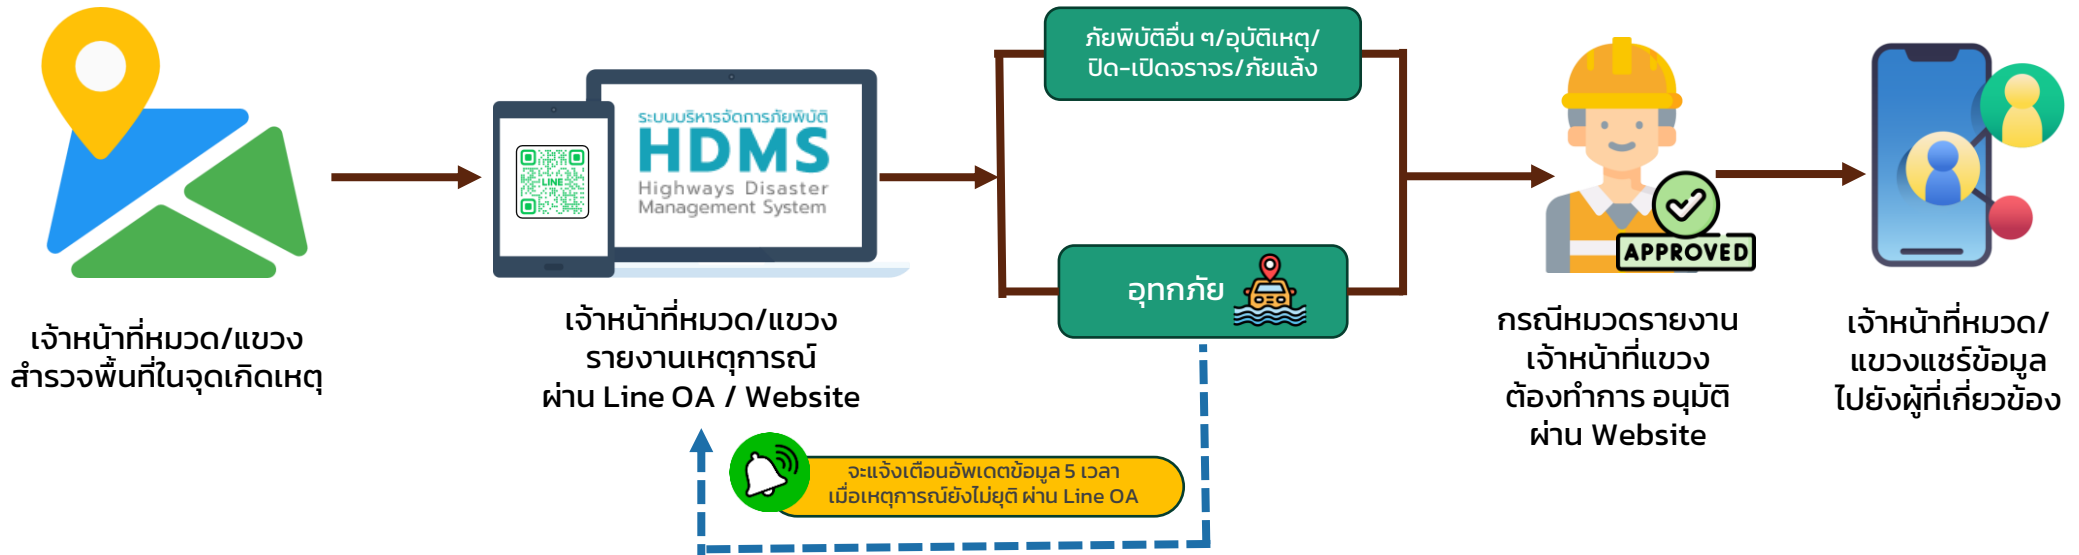 เจ้าหน้าที่หมวด/แขวง
สำรวจพื้นที่ในจุดเกิดเหตุ
LINE
ระบบบริหารจัดการภัยพิบัติ
HDMS
Highways Disaster
Management System
เจ้าหน้าที่หมวด/แขวง
รายงานเหตุการณ์
ผ่าน Line OA / Website
ภัยพิบัติอื่น ๆ/อุบัติเหตุ/
ปิด-เปิดจราจร/ภัยแล้ง
อุทกภัย
จะแจ้งเตือนอัพเดตข้อมูล 5 เวลา
เมื่อเหตุการณ์ยังไม่ยุติ ผ่าน Line OA
APPROVED
กรณีหมวดรายงาน
เจ้าหน้าที่แขวง
ต้องทำการ อนุมัติ
ผ่าน Website
เจ้าหน้าที่หมวด/
แขวงแชร์ข้อมูล
ไปยังผู้ที่เกี่ยวข้อง